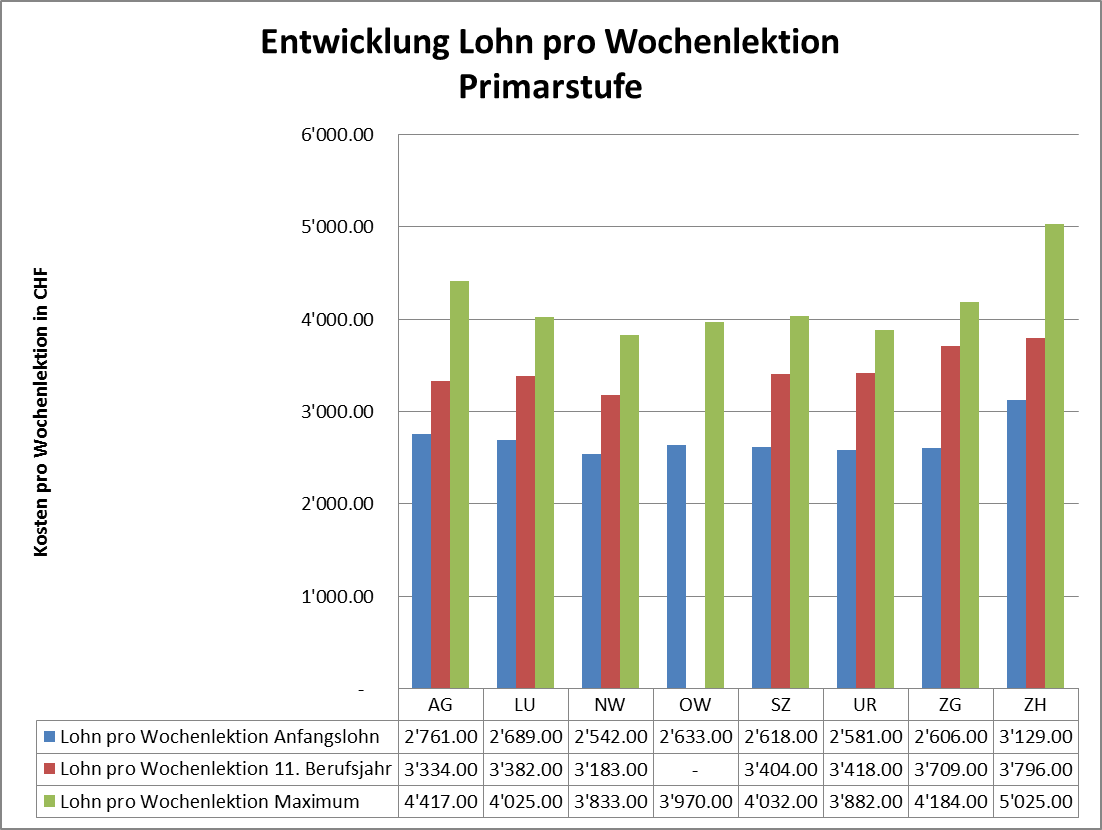 Entwicklung Lohn pro Wochenlektion
Primarstufe
Kosten pro Wochenlektion in CHF
6'000.00
5'000.00
4'000.00
3'000.00
2'000.00
1'000.00
-
AG LU NW OW SZ UR ZG ZH
Lohn pro Wochenlektion Anfangslohn 2'761.00 2'689.00 2'542.00 2'633.00 2'618.00 2'581.00 2'606.00 3'129.00
Lohn pro Wochenlektion 11. Berufsjahr 3'334.00 3'382.00 3'183.00 - 3'404.00 3'418.00 3'709.00 3'796.00
Lohn pro Wochenlektion Maximum 4'417.00 4'025.00 3'833.00 3'970.00 4'032.00 3'882.00 4'184.00 5'025.00